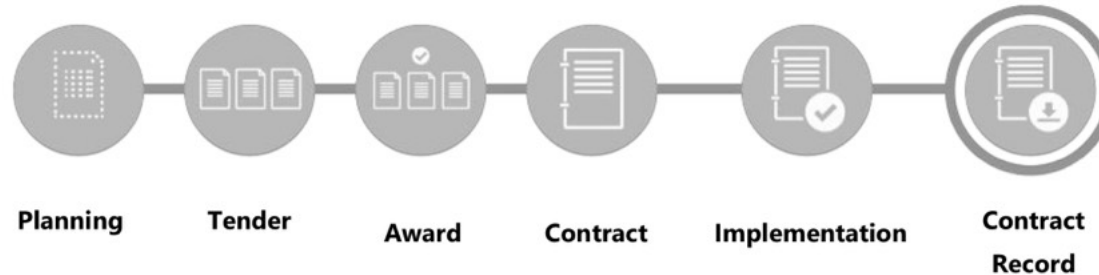 Planning
Tender
Award
Contract
Implementation
Contract
Record